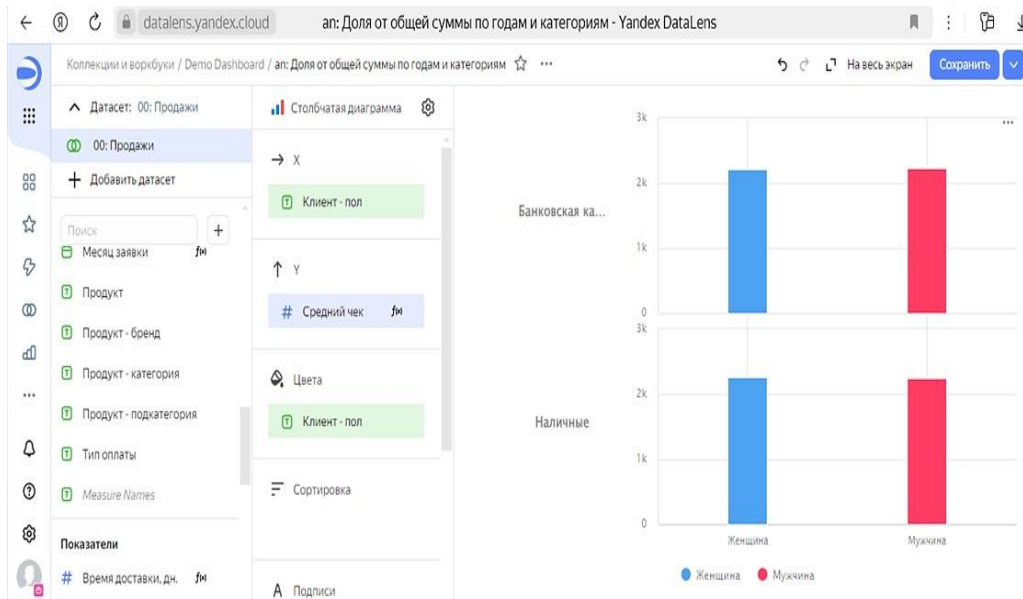 Я datalens.yandex.cloud an: Доля от общей суммы по годам и категориям - Yandex DataLens
Коллекции и воркбуки / Demo Dashboard / an: Доля от общей суммы по годам и категориям
На весь экран
Сохранить
Датасет: 00: Продажи
00: Продажи
Добавить датасет
Поиск
Месяц заявки
Продукт
Продукт - бренд
Продукт - категория
Продукт - подкатегория
Тип оплаты
Measure Names
Показатели
# Время доставки, дн.
Столбчатая диаграмма
X
Клиент - пол
Y
# Средний чек
Цвета
Клиент - пол
Сортировка
A Подписи
Банковская ка...
3k
2k
1k
0
Наличные
3k
2k
1k
0
Женщина Мужчина
Женщина Мужчина